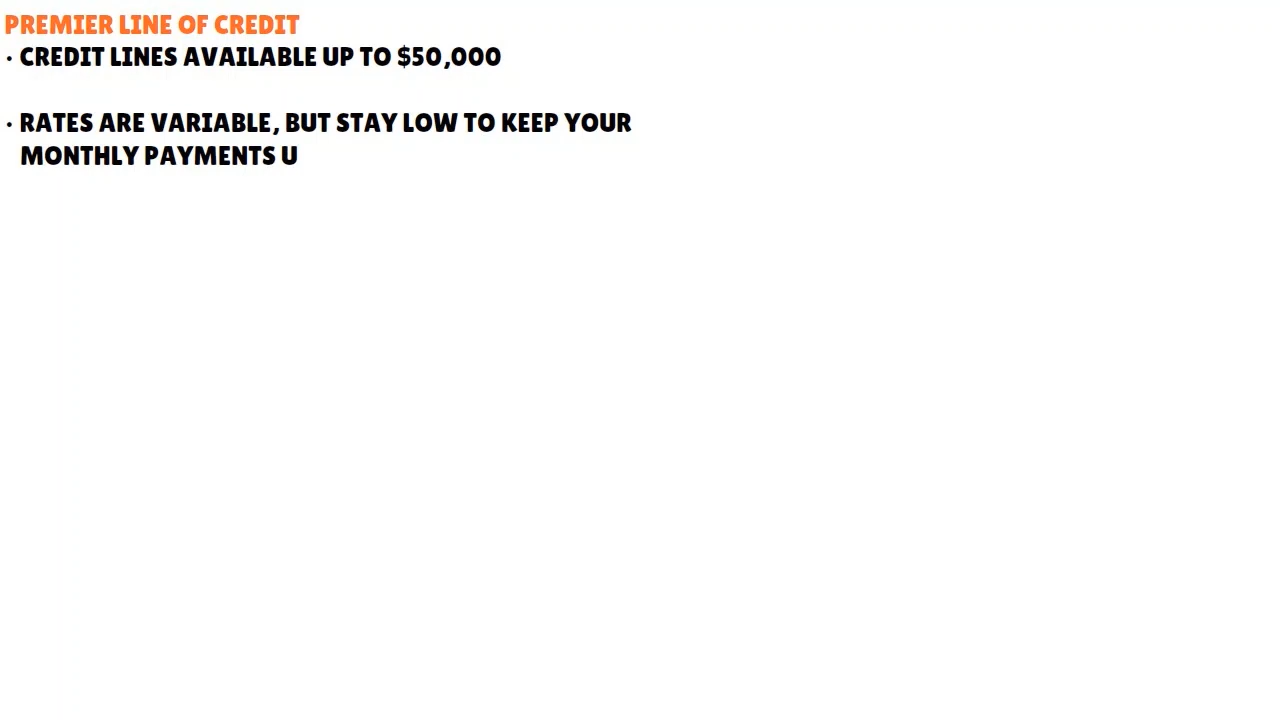 PREMIER LINE OF CREDIT
· CREDIT LINES AVAILABLE UP TO $50,000
· RATES ARE VARIABLE, BUT STAY LOW TO KEEP YOUR
MONTHLY PAYMENTS U